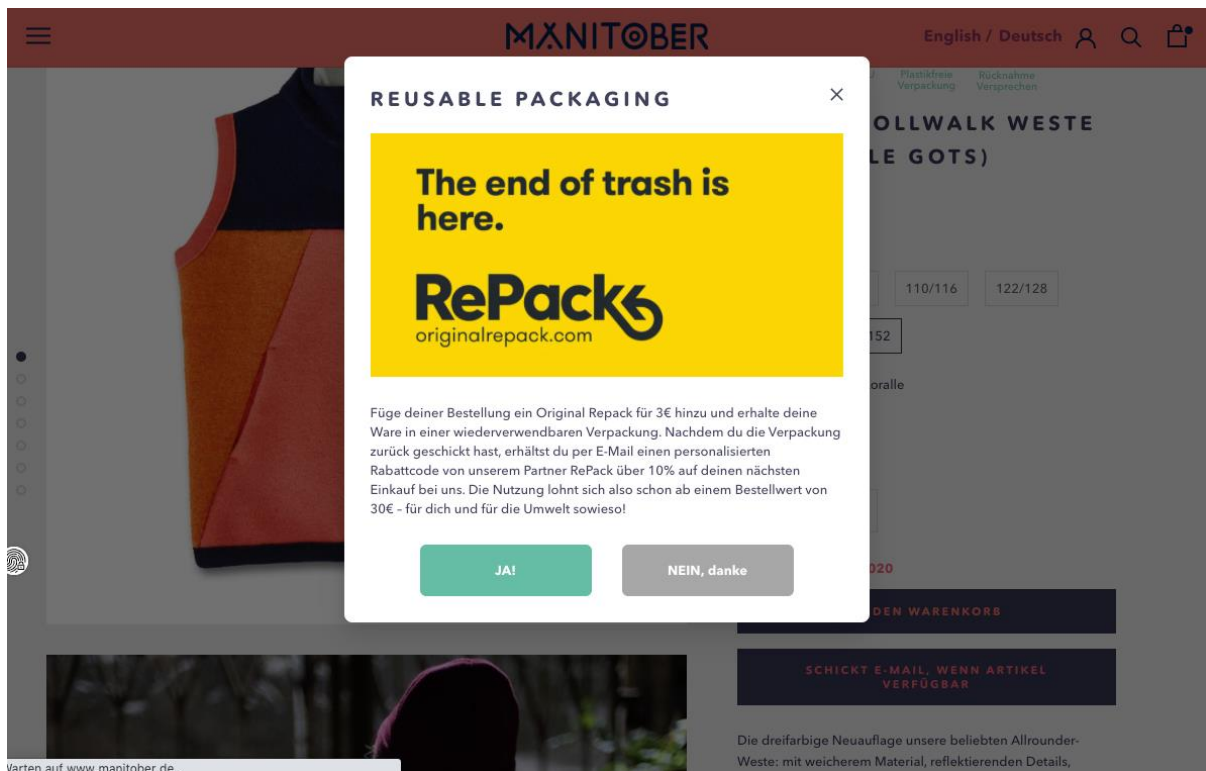 MANITOBER
English / Deutsch
Plastikfreie
Verpackung
Rücknahme
Versprechen
OLLWALK WESTE
LE GOTS)
110/116
122/128
152
oralle
020
DEN WARENKORB
SCHICKT E-MAIL, WENN ARTIKEL
VERFÜGBAR
Die dreifarbige Neuauflage unsere beliebten Allrounder-
Weste: mit weicherem Material, reflektierenden Details,
REUSABLE PACKAGING
The end of trash is
here.
RePack
originalrepack.com
Füge deiner Bestellung ein Original Repack für 3€ hinzu und erhalte deine
Ware in einer wiederverwendbaren Verpackung. Nachdem du die Verpackung
zurück geschickt hast, erhältst du per E-Mail einen personalisierten
Rabattcode von unserem Partner RePack über 10% auf deinen nächsten
Einkauf bei uns. Die Nutzung lohnt sich also schon ab einem Bestellwert von
30€ – für dich und für die Umwelt sowieso!
JA!
NEIN, danke
Warten auf www.manitober.de